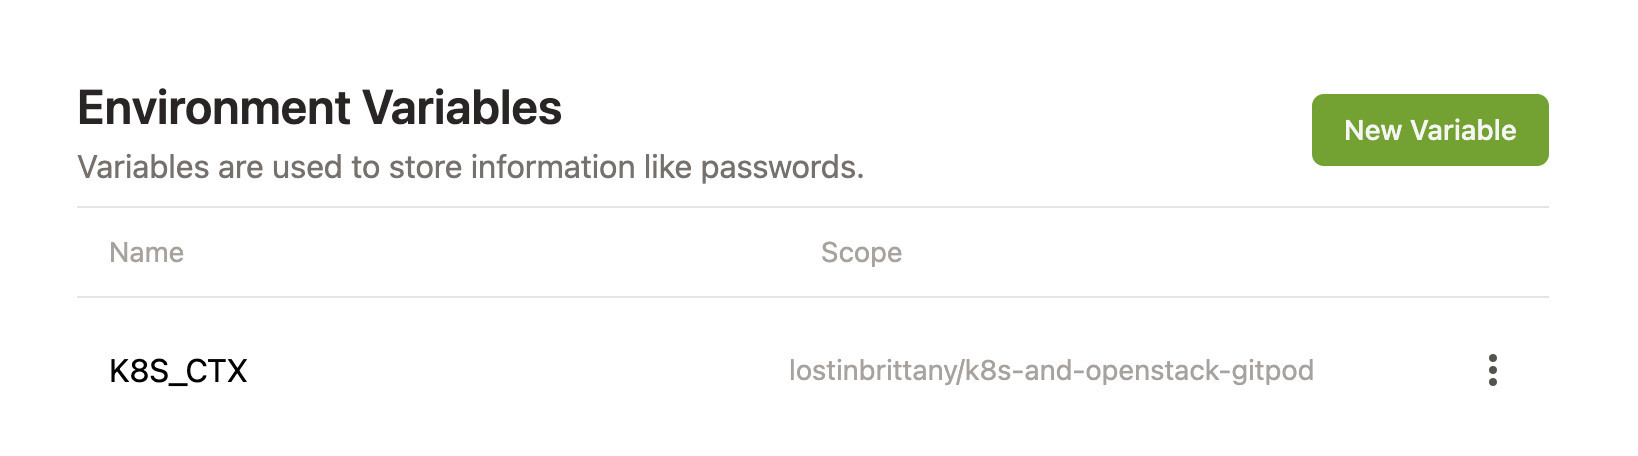 Environment Variables
New Variable
Variables are used to store information like passwords.
Name Scope
K8S_CTX lostinbrittany/k8s-and-openstack-gitpod